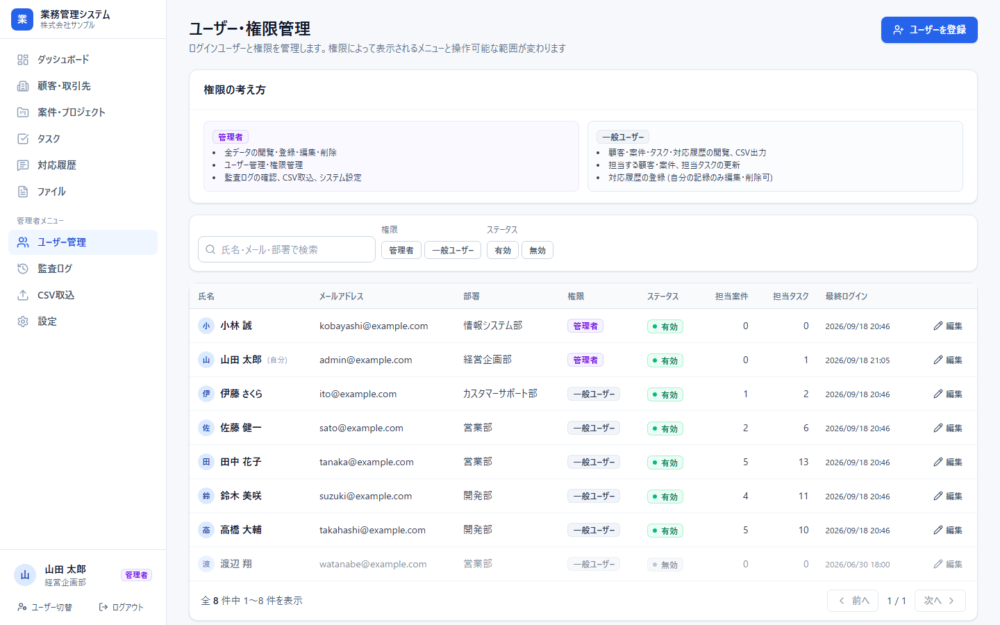 業
業務管理システム
株式会社サンプル
ダッシュボード
顧客・取引先
案件・プロジェクト
タスク
対応履歴
ファイル
管理者メニュー
ユーザー管理
監査ログ
CSV取込
設定
山
山田 太郎
経営企画部
管理者
ユーザー切替
ログアウト
ユーザー・権限管理
ログインユーザーと権限を管理します。権限によって表示されるメニューと操作可能な範囲が変わります
ユーザーを登録
権限の考え方
管理者
• 全データの閲覧・登録・編集・削除
• ユーザー管理・権限管理
• 監査ログの確認、CSV取込、システム設定
一般ユーザー
• 顧客・案件・タスク・対応履歴の閲覧、CSV出力
• 担当する顧客・案件、担当タスクの更新
• 対応履歴の登録 (自分の記録のみ編集・削除可)
氏名・メール・部署で検索
権限
管理者 一般ユーザー
ステータス
有効 無効
氏名 メールアドレス 部署 権限 ステータス 担当案件 担当タスク 最終ログイン
小 小林 誠 kobayashi@example.com 情報システム部 管理者 有効 0 0 2026/09/18 20:46 編集
山 山田 太郎 (自分) admin@example.com 経営企画部 管理者 有効 0 1 2026/09/18 21:05 編集
伊 伊藤 さくら ito@example.com カスタマーサポート部 一般ユーザー 有効 1 2 2026/09/18 20:46 編集
佐 佐藤 健一 sato@example.com 営業部 一般ユーザー 有効 2 6 2026/09/18 20:46 編集
田 田中 花子 tanaka@example.com 営業部 一般ユーザー 有効 5 13 2026/09/18 20:46 編集
鈴 鈴木 美咲 suzuki@example.com 開発部 一般ユーザー 有効 4 11 2026/09/18 20:46 編集
高 高橋 大輔 takahashi@example.com 開発部 一般ユーザー 有効 5 10 2026/09/18 20:46 編集
渡 渡辺 翔 watanabe@example.com 営業部 一般ユーザー 無効 0 0 2026/06/30 18:00 編集
全 8 件中 1～8 件を表示
前へ 1 / 1 次へ